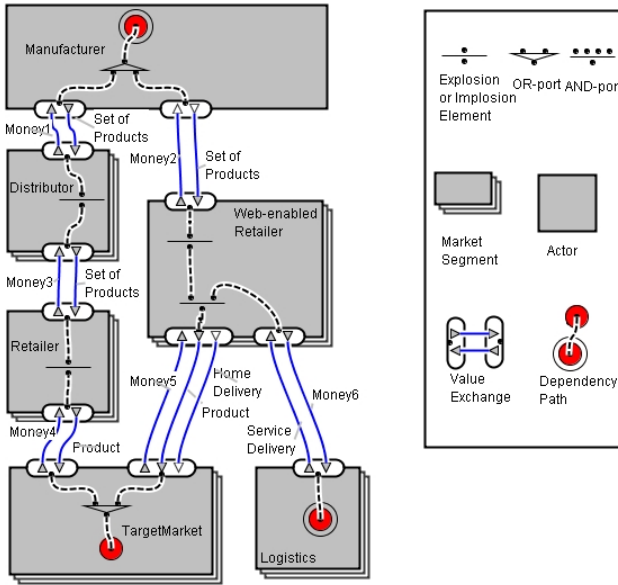 Manufacturer
Money1
Set of
Products
Money2
Set of
Products
Distributor
Web-enabled
Retailer
Money3
Set of
Products
Retailer
Money5
Home
Delivery
Product
Money6
Money4
Product
Service
Delivery
TargetMarket
Logistics
Explosion
or Implosion
Element
OR-port
AND-port
Market
Segment
Actor
Value
Exchange
Dependency
Path